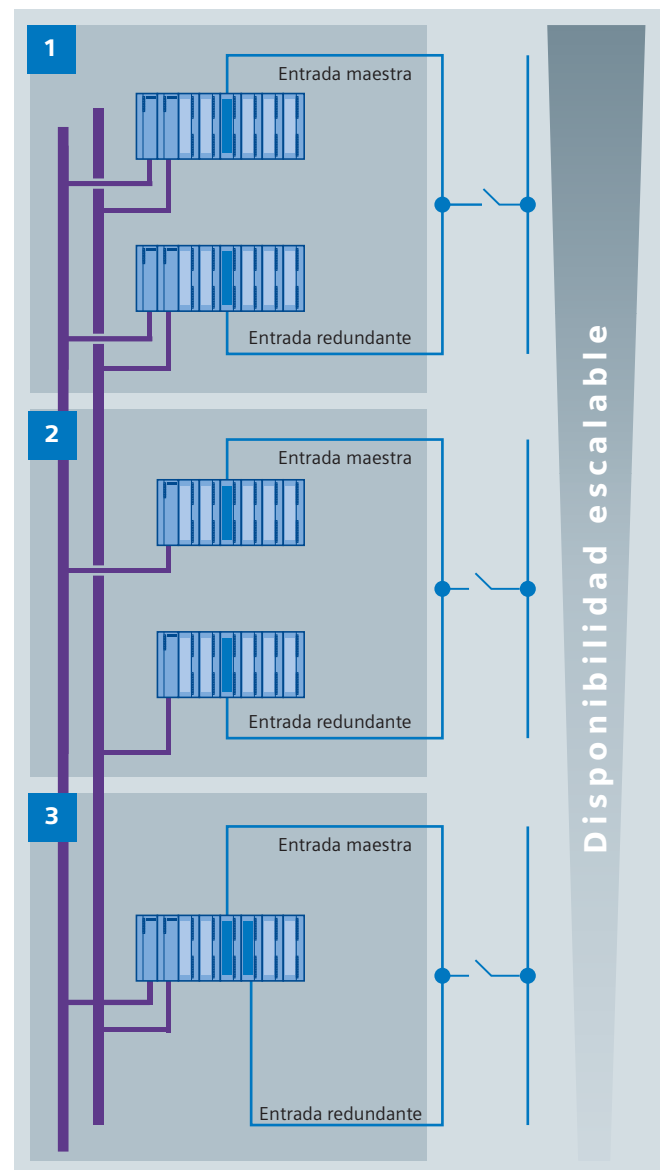 1
Entrada maestra
Entrada redundante
2
Entrada maestra
Entrada redundante
3
Entrada maestra
Entrada redundante
Disponibilidad escalable